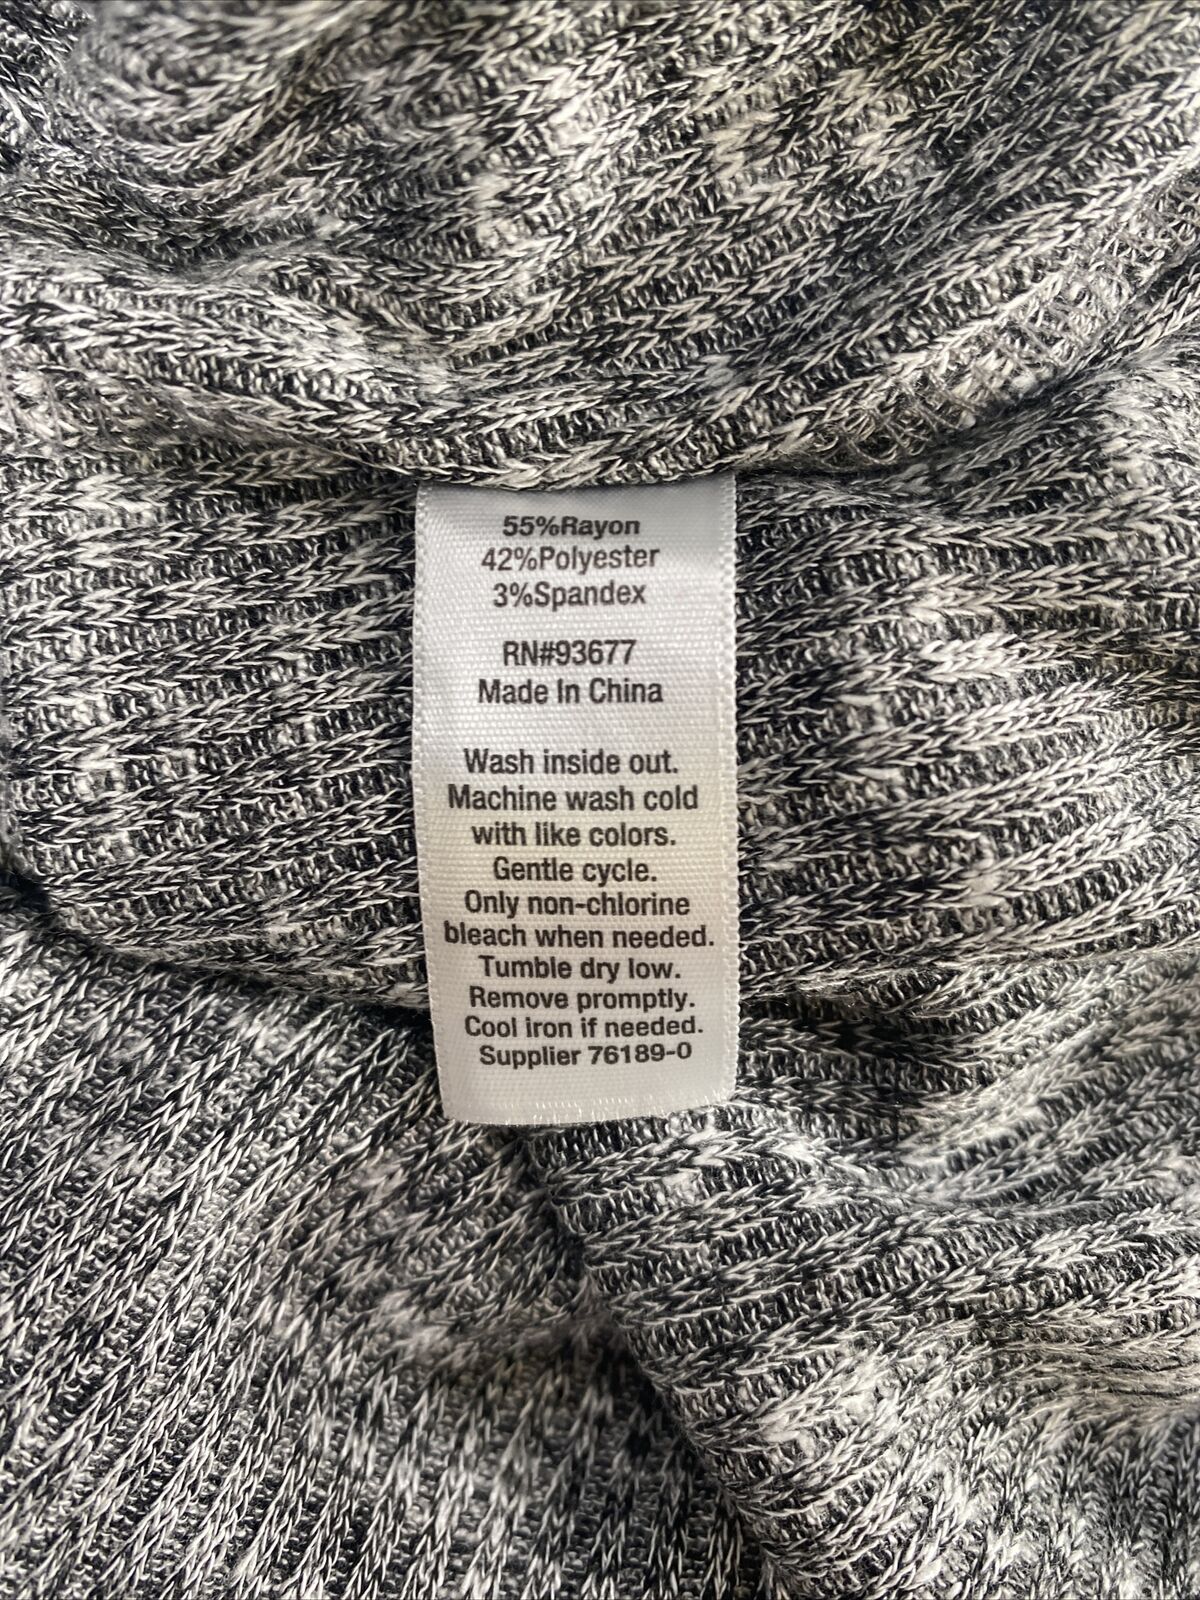 55%Rayon
42%Polyester
3%Spandex
RN#93677
Made In China
Wash inside out.
Machine wash cold
with like colors.
Gentle cycle.
Only non-chlorine
bleach when needed.
Tumble dry low.
Remove promptly.
Cool iron if needed.
Supplier 76189-0